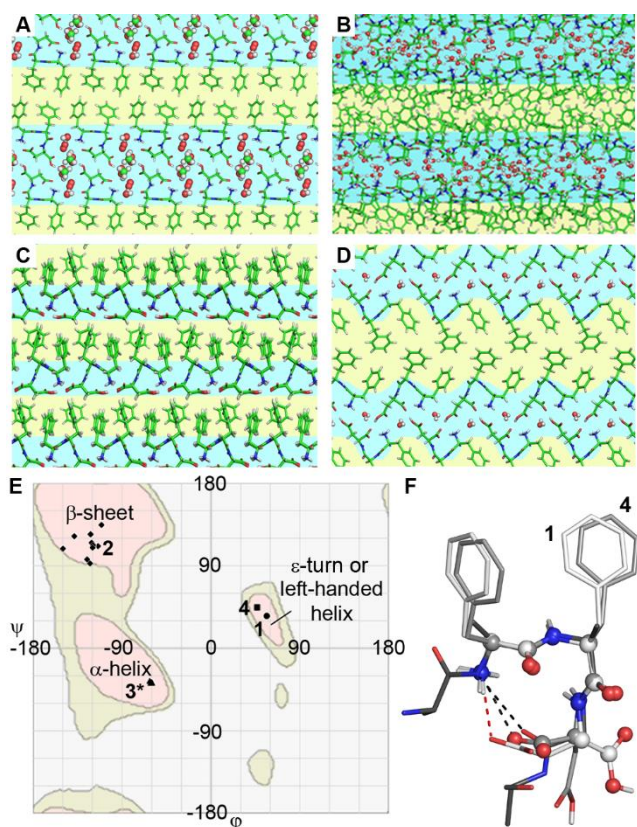 A
B
C
D
E
180
β-sheet
2
90
ε-turn or
left-handed
helix
4
1
ψ
-180
-90
0
90
180
α-helix
3*
-90
-180
φ
F
4
1